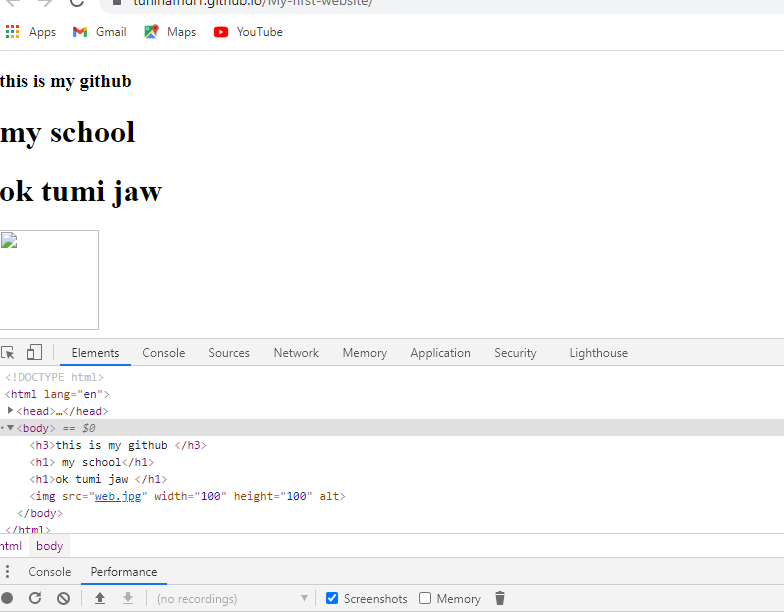 github.io/My-first-website/
Apps Gmail Maps YouTube
this is my github
my school
ok tumi jaw
Elements Console Sources Network Memory Application Security Lighthouse
<!DOCTYPE html>
<html lang="en">
<head>…</head>
<body> == $0
<h3>this is my github </h3>
<h1> my school</h1>
<h1>ok tumi jaw </h1>
<img src="web.jpg" width="100" height="100" alt>
</body>
</html>
html body
Console Performance
(no recordings) Screenshots Memory